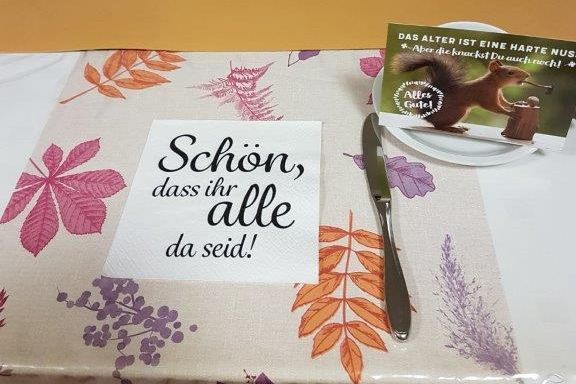 DAS ALTER IST EINE HARTE NUSS
Aber die knackst Du auch noch!
Alles
Gute!
Schön,
dass ihr
alle
da seid!